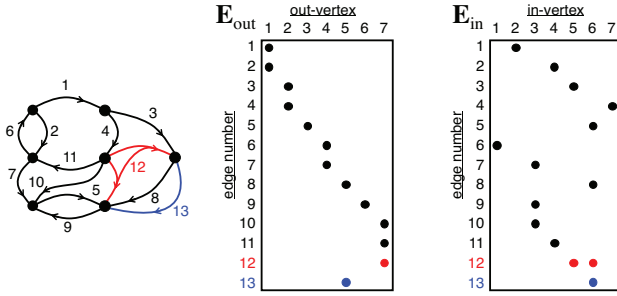 E_out out-vertex E_in in-vertex
1 2 3 4 5 6 7 1 2 3 4 5 6 7
1 1
2 2
1 3 3 3
6 2 4 4 4
11 12 5 5
7 10 6 6
5 8 13 7 7
9 8 8
9 9
10 10
11 11
12 12
13 13
edge number edge number